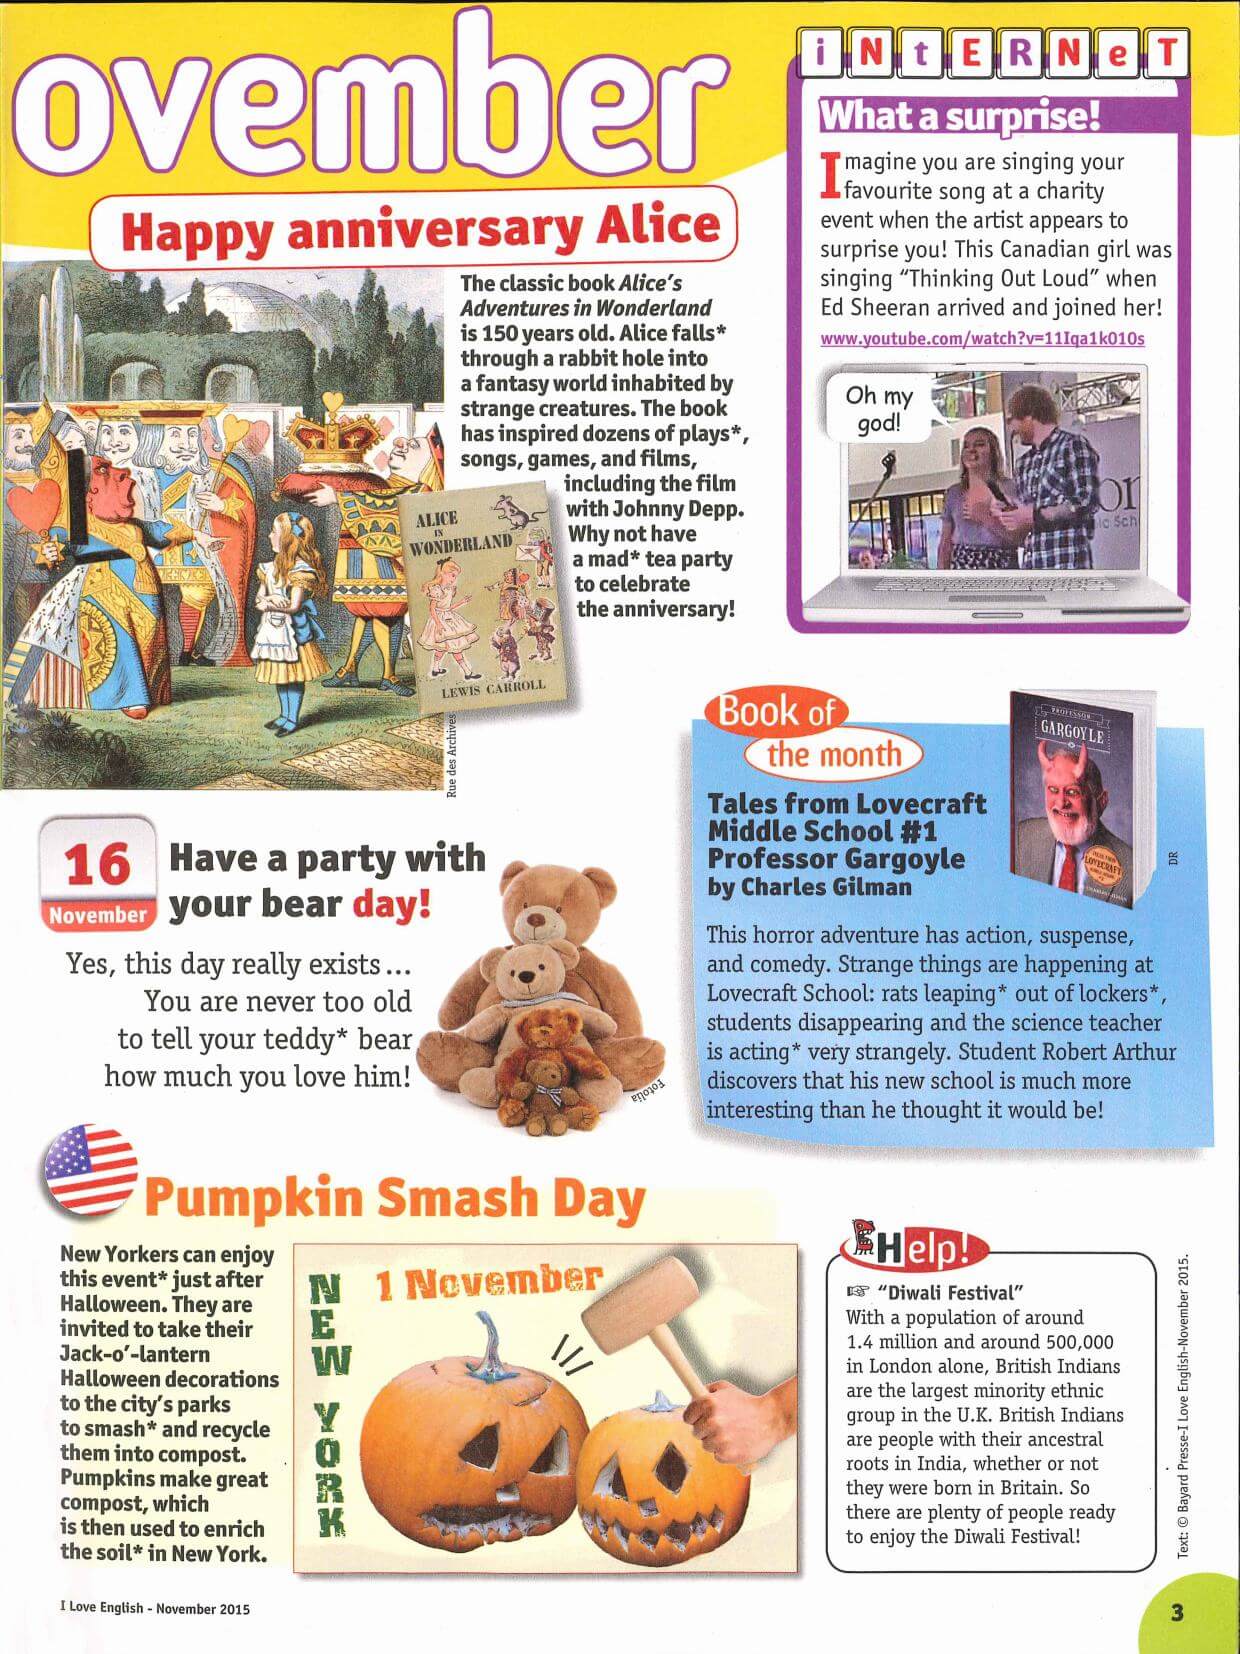 ovember
Happy anniversary Alice
The classic book Alice's
Adventures in Wonderland
is 150 years old. Alice falls*
through a rabbit hole into
a fantasy world inhabited by
strange creatures. The book
has inspired dozens of plays*,
songs, games, and films,
including the film
with Johnny Depp.
Why not have
a mad* tea party
to celebrate
the anniversary!
ALICE
IN
WONDERLAND
LEWIS CARROLL
Rue des Archives
iNtERNeT
What a surprise!
Imagine you are singing your
favourite song at a charity
event when the artist appears to
surprise you! This Canadian girl was
singing “Thinking Out Loud” when
Ed Sheeran arrived and joined her!
www.youtube.com/watch?v=11Iqa1k010s
Oh my
god!
Book of
the month
Tales from Lovecraft
Middle School #1
Professor Gargoyle
by Charles Gilman
PROFESSOR
GARGOYLE
LOVECRAFT
DR
This horror adventure has action, suspense,
and comedy. Strange things are happening at
Lovecraft School: rats leaping* out of lockers*,
students disappearing and the science teacher
is acting* very strangely. Student Robert Arthur
discovers that his new school is much more
interesting than he thought it would be!
16
November
Have a party with
your bear day!
Yes, this day really exists...
You are never too old
to tell your teddy* bear
how much you love him!
Fotolia
Pumpkin Smash Day
New Yorkers can enjoy
this event* just after
Halloween. They are
invited to take their
Jack-o'-lantern
Halloween decorations
to the city's parks
to smash* and recycle
them into compost.
Pumpkins make great
compost, which
is then used to enrich
the soil* in New York.
1 November
NEW YORK
Help!
☞ “Diwali Festival”
With a population of around
1.4 million and around 500,000
in London alone, British Indians
are the largest minority ethnic
group in the U.K. British Indians
are people with their ancestral
roots in India, whether or not
they were born in Britain. So
there are plenty of people ready
to enjoy the Diwali Festival!
Text: © Bayard Presse-I Love English-November 2015.
I Love English - November 2015
3